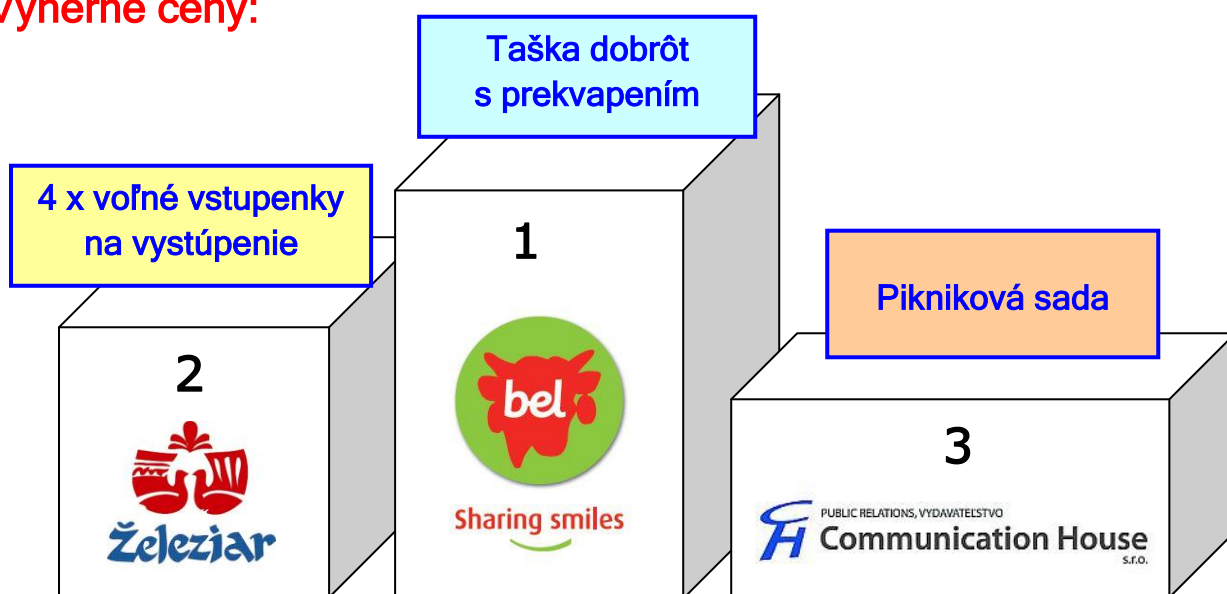 Výherné ceny:
Taška dobrôt
s prekvapením
4 x voľné vstupenky
na vystúpenie
Pikniková sada
1
bel
Sharing smiles
2
Železiar
3
CH
PUBLIC RELATIONS, VYDAVATEĽSTVO
Communication House
s.r.o.